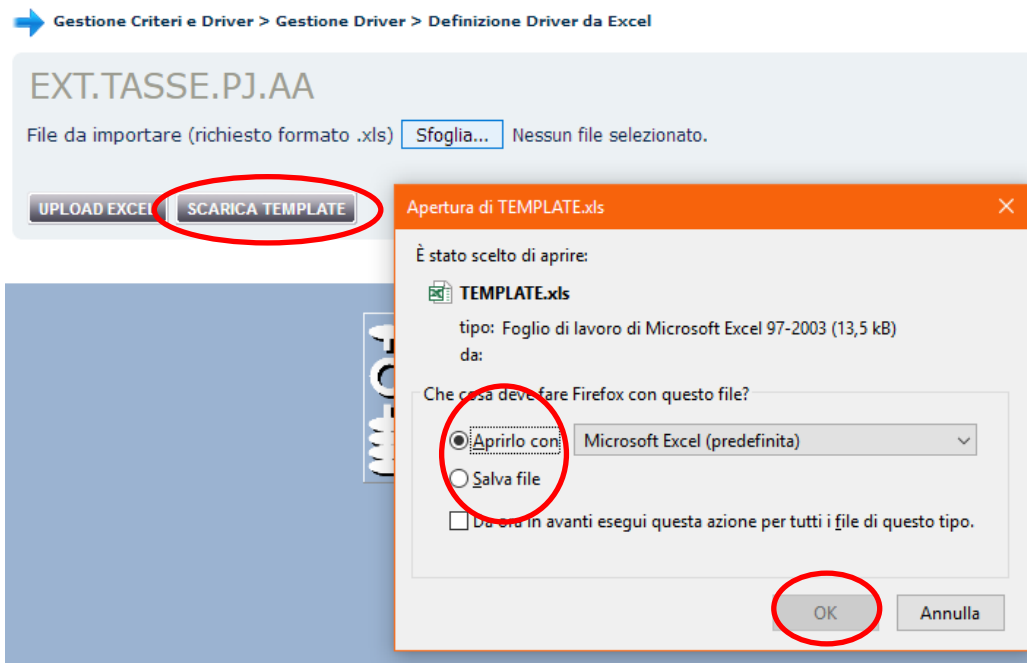 Gestione Criteri e Driver > Gestione Driver > Definizione Driver da Excel
EXT.TASSE.PJ.AA
File da importare (richiesto formato .xls) Sfoglia... Nessun file selezionato.
UPLOAD EXCEL SCARICA TEMPLATE
Apertura di TEMPLATE.xls
È stato scelto di aprire:
TEMPLATE.xls
tipo: Foglio di lavoro di Microsoft Excel 97-2003 (13,5 kB)
da:
Che cosa deve fare Firefox con questo file?
Aprirlo con Microsoft Excel (predefinita)
Salva file
Da ora in avanti esegui questa azione per tutti i file di questo tipo.
OK Annulla